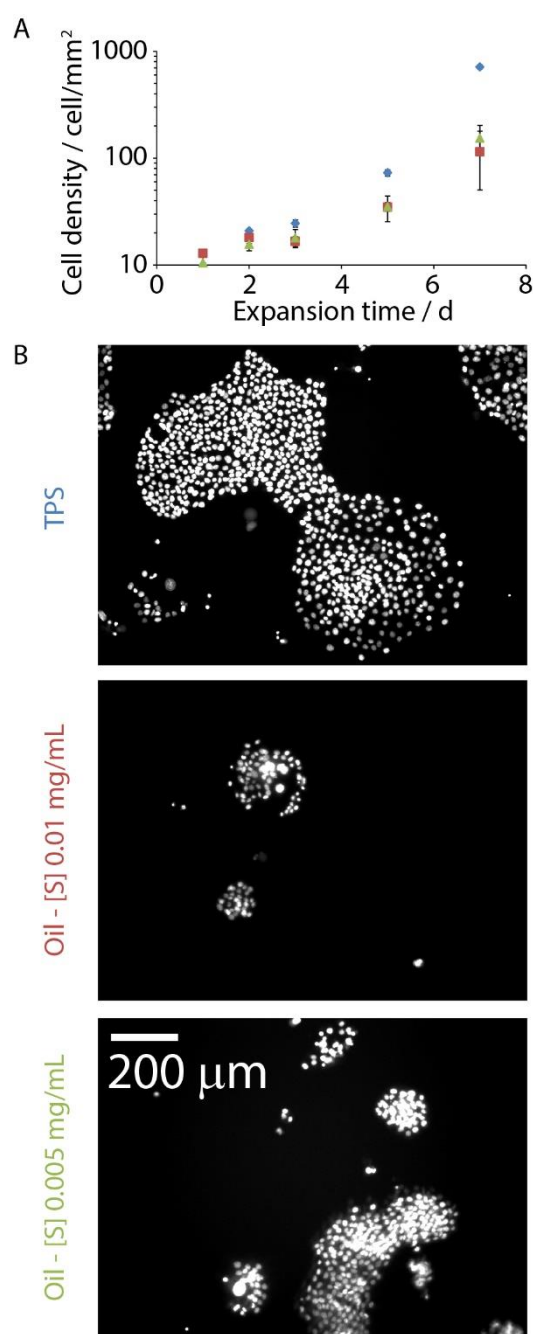 A
Cell density / cell/mm²
1000
100
10
0
2
4
6
8
Expansion time / d
B
TPS
Oil - [S] 0.01 mg/mL
Oil - [S] 0.005 mg/mL
200 μm